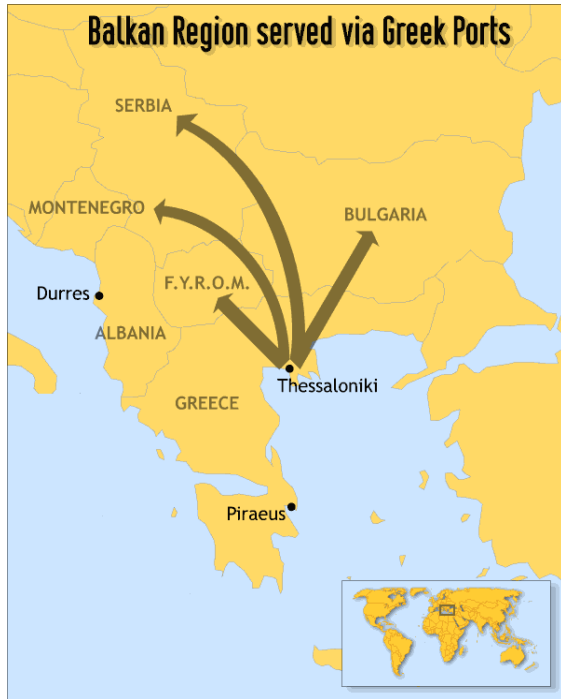 Balkan Region served via Greek Ports
SERBIA
MONTENEGRO
BULGARIA
F.Y.R.O.M.
Durres
ALBANIA
Thessaloniki
GREECE
Piraeus